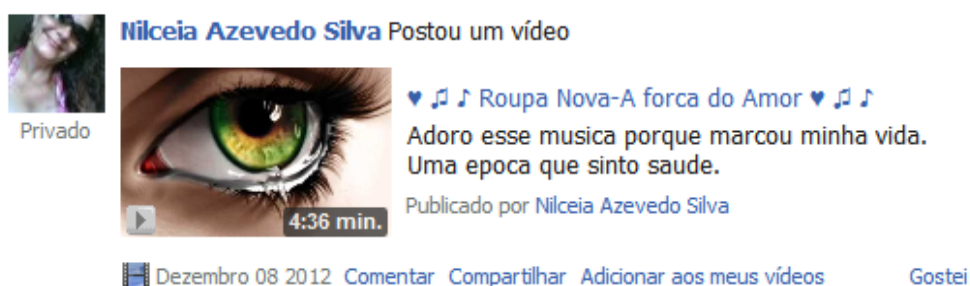 Nilceia Azevedo Silva Postou um vídeo
Privado
♥ ♫ ♪ Roupa Nova-A forca do Amor ♥ ♫ ♪
Adoro esse musica porque marcou minha vida.
Uma epoca que sinto saude.
4:36 min.
Publicado por Nilceia Azevedo Silva
Dezembro 08 2012 Comentar Compartilhar Adicionar aos meus vídeos Gostei